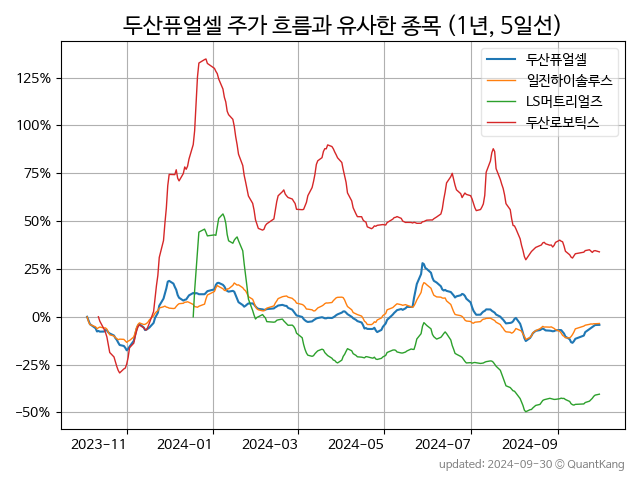 두산퓨얼셀 주가 흐름과 유사한 종목 (1년, 5일선)
두산퓨얼셀
일진하이솔루스
LS머트리얼즈
두산로보틱스
125%
100%
75%
50%
25%
0%
−25%
−50%
2023-11 2024-01 2024-03 2024-05 2024-07 2024-09
updated: 2024-09-30 © QuantKang